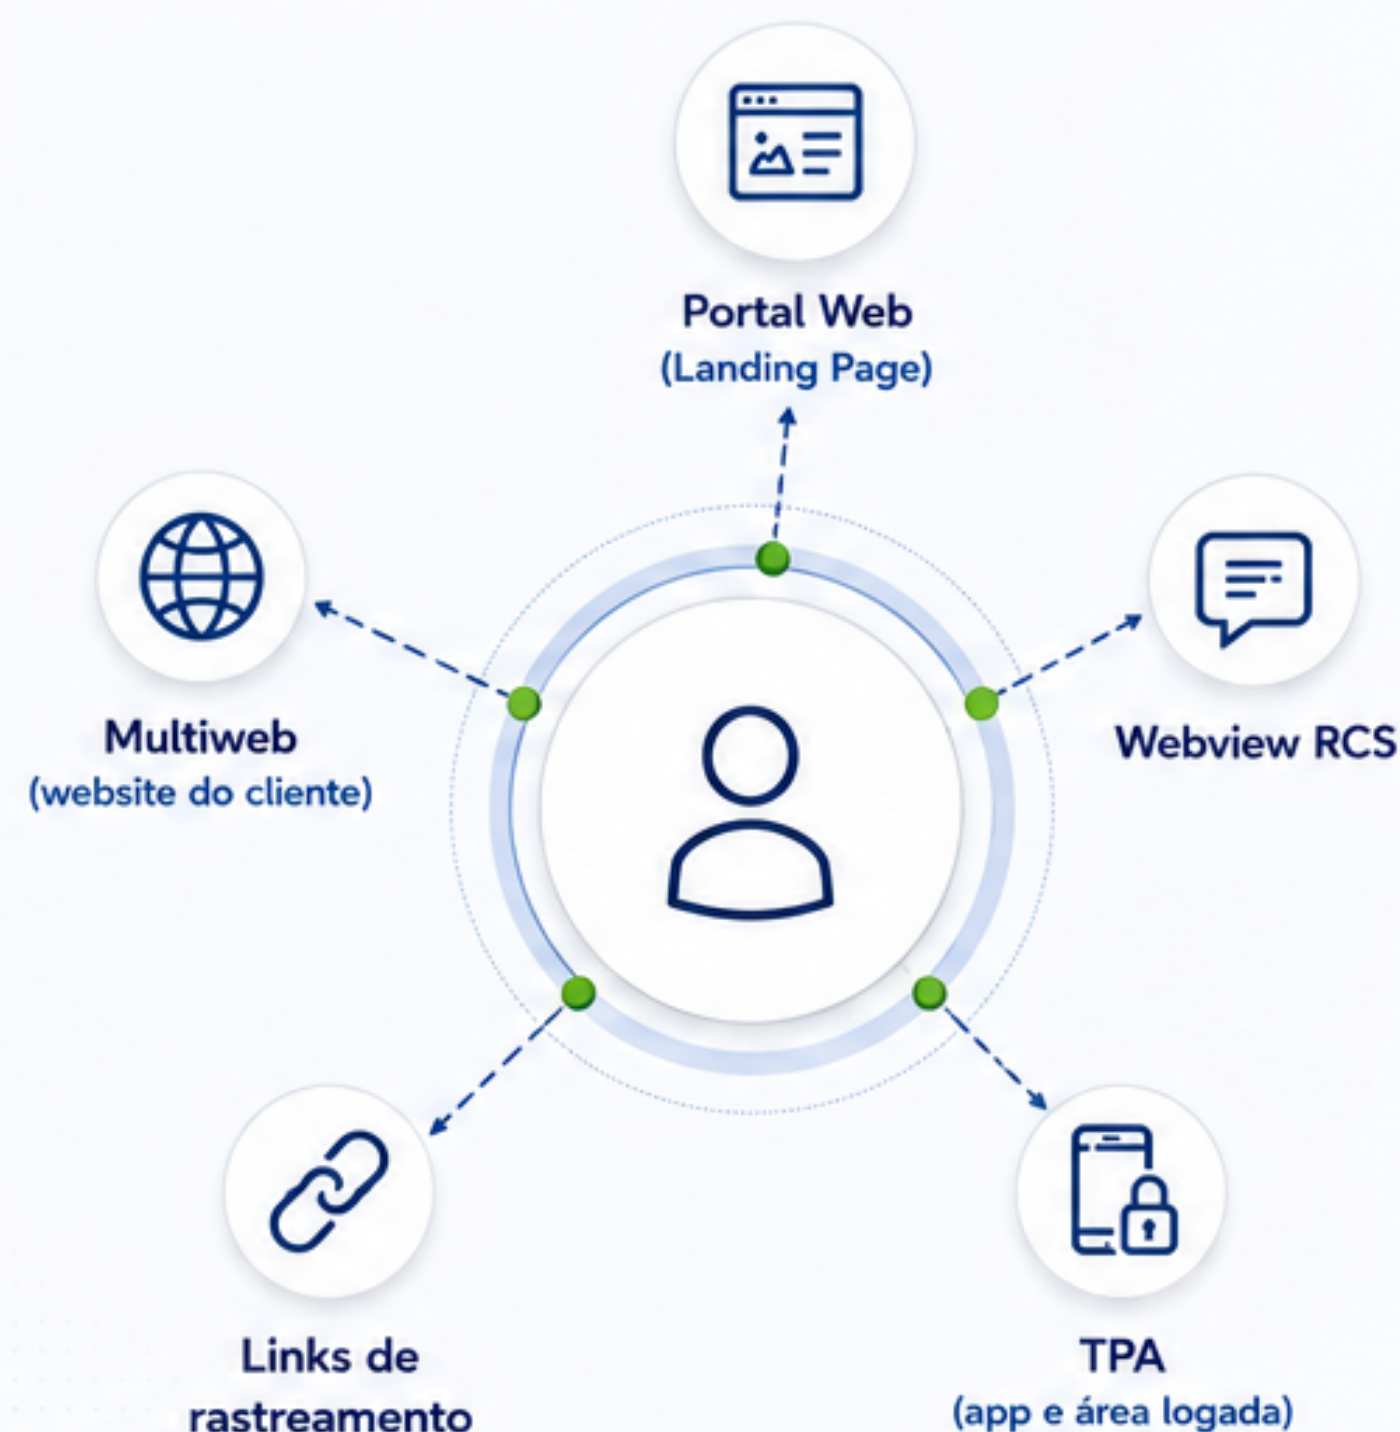 Portal Web
(Landing Page)
Multiweb
(website do cliente)
Webview RCS
Links de
rastreamento
TPA
(app e área logada)